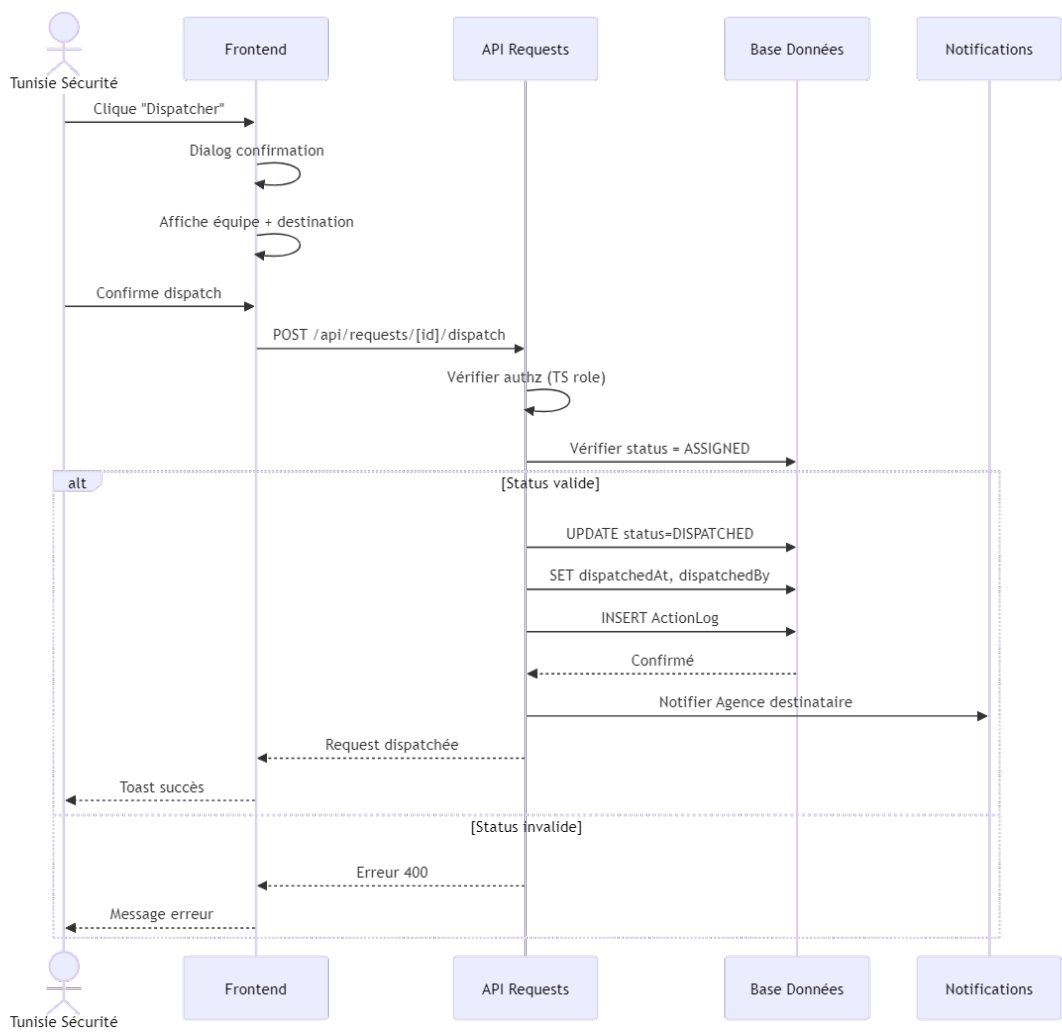 Tunisie Sécurité
Frontend
API Requests
Base Données
Notifications
Clique "Dispatcher"
Dialog confirmation
Affiche équipe + destination
Confirme dispatch
POST /api/requests/[id]/dispatch
Vérifier authz (TS role)
Vérifier status = ASSIGNED
alt
[Status valide]
UPDATE status=DISPATCHED
SET dispatchedAt, dispatchedBy
INSERT ActionLog
Confirmé
Notifier Agence destinataire
Request dispatchée
Toast succès
[Status invalide]
Erreur 400
Message erreur
Tunisie Sécurité
Frontend
API Requests
Base Données
Notifications